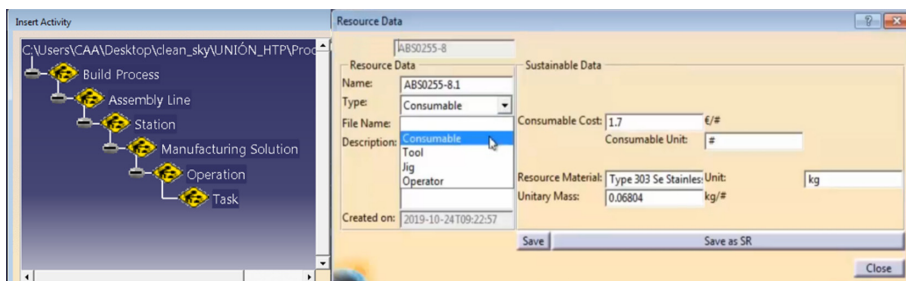 Insert Activity
C:\Users\CAA\Desktop\clean_sky\UNIÓN_HTP\Proc
Build Process
Assembly Line
Station
Manufacturing Solution
Operation
Task
Resource Data
ABS0255-8
Resource Data
Name: ABS0255-8.1
Type: Consumable
File Name:
Description:
Consumable
Tool
Jig
Operator
Created on: 2019-10-24T09:22:57
Sustainable Data
Consumable Cost: 1.7 €/#
Consumable Unit: #
Resource Material: Type 303 Se Stainles Unit: kg
Unitary Mass: 0.06804 kg/#
Save
Save as SR
Close